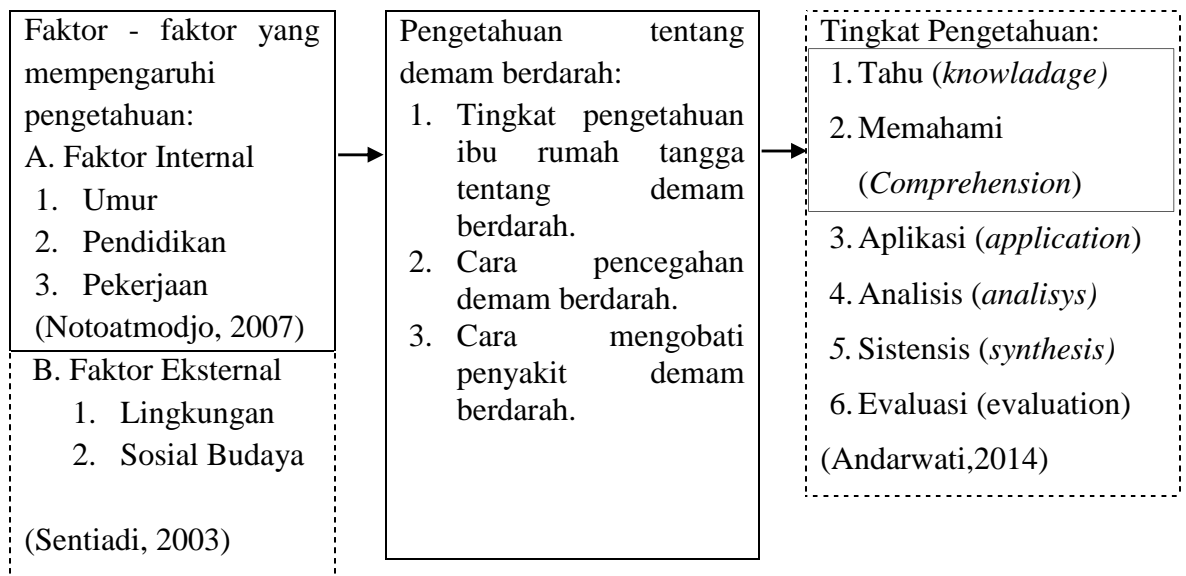 Faktor - faktor yang
mempengaruhi
pengetahuan:
A. Faktor Internal
1. Umur
2. Pendidikan
3. Pekerjaan
(Notoatmodjo, 2007)
B. Faktor Eksternal
1. Lingkungan
2. Sosial Budaya
(Sentiadi, 2003)
Pengetahuan tentang
demam berdarah:
1. Tingkat pengetahuan
ibu rumah tangga
tentang demam
berdarah.
2. Cara pencegahan
demam berdarah.
3. Cara mengobati
penyakit demam
berdarah.
Tingkat Pengetahuan:
1. Tahu (knowladage)
2. Memahami
(Comprehension)
3. Aplikasi (application)
4. Analisis (analisys)
5. Sistensis (synthesis)
6. Evaluasi (evaluation)
(Andarwati,2014)